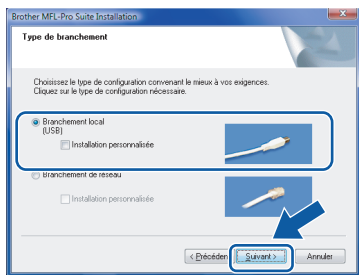 Brother MFL-Pro Suite Installation
Type de branchement
Choisissez le type de configuration convenant le mieux à vos exigences.
Cliquez sur le type de configuration nécessaire.
Branchement local
(USB)
Installation personnalisée
Branchement de réseau
Installation personnalisée
< Précéden
Suivant >
Annuler